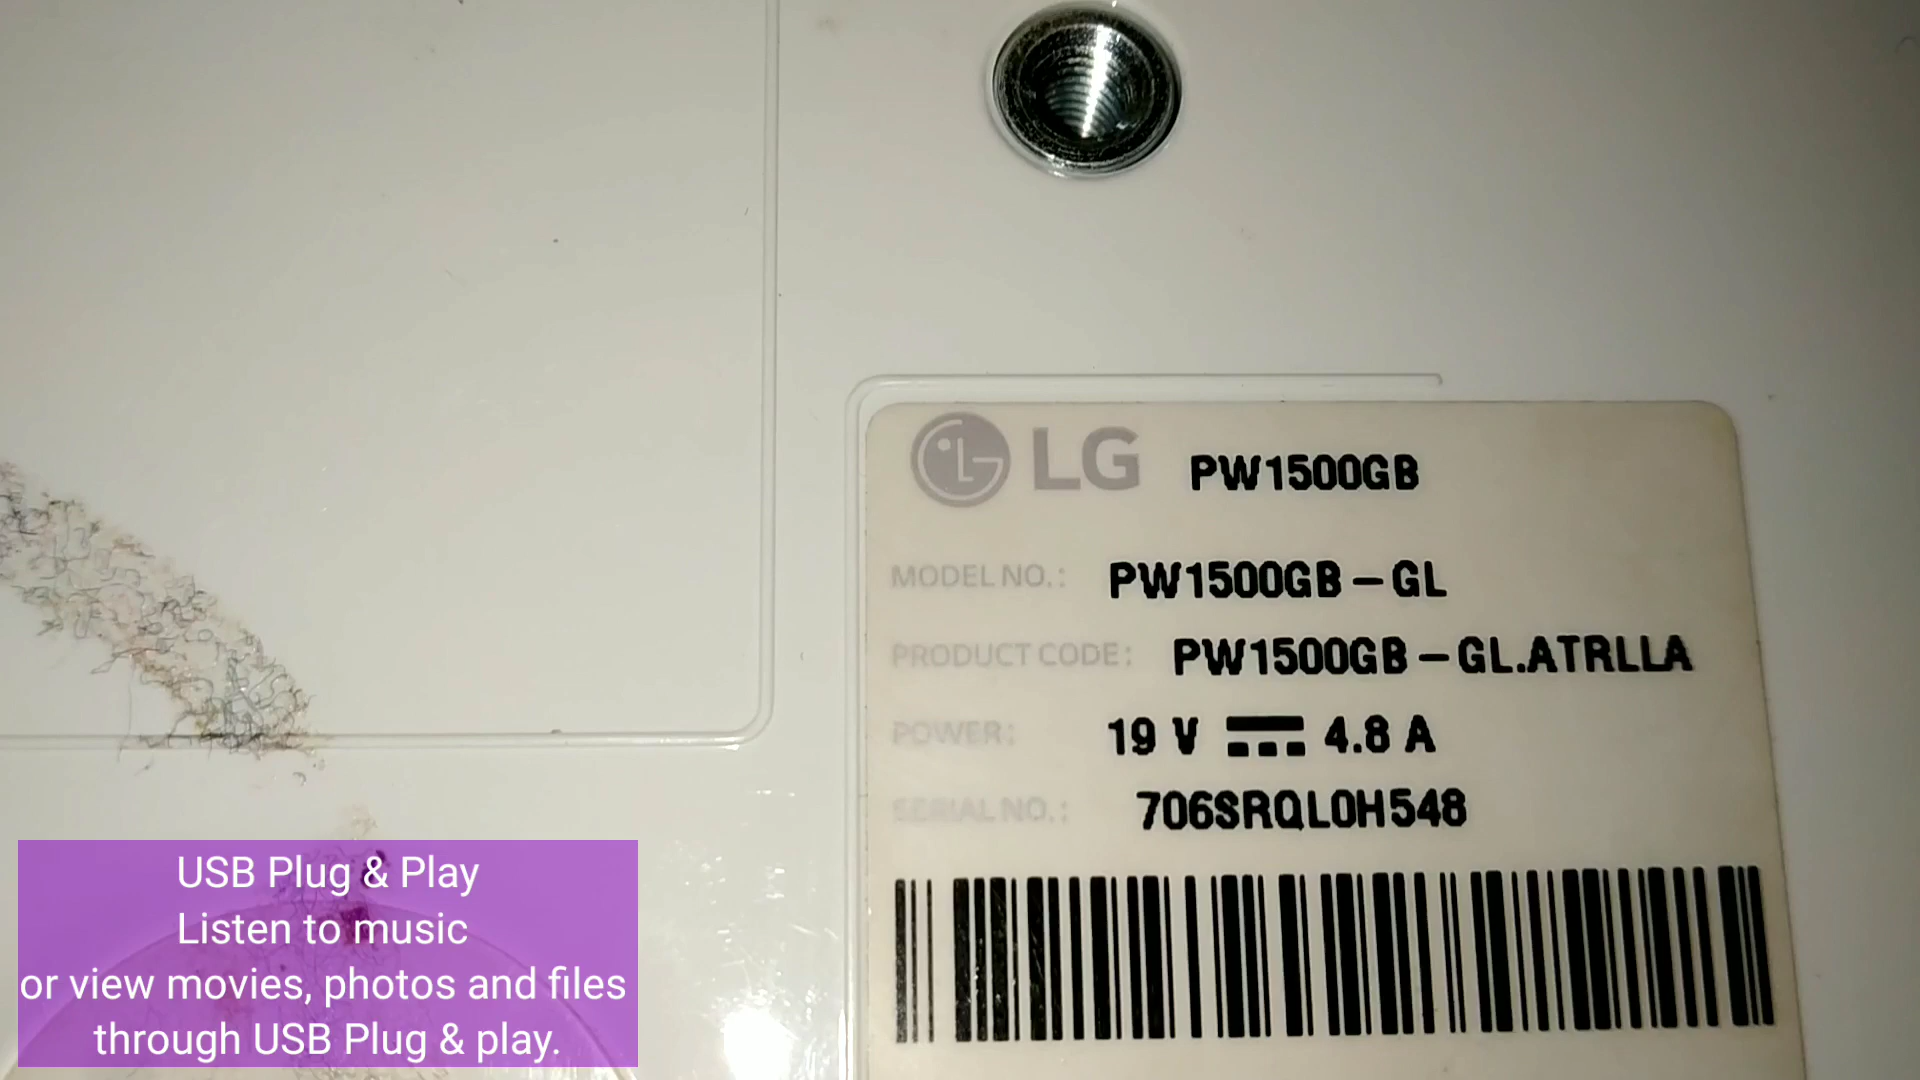 LG PW1500GB
MODEL NO.: PW1500GB-GL
PRODUCT CODE: PW1500GB-GL.ATRLLA
POWER: 19 V 4.8 A
SERIAL NO.: 706SRQL0H548
USB Plug & Play
Listen to music
or view movies, photos and files
through USB Plug & play.